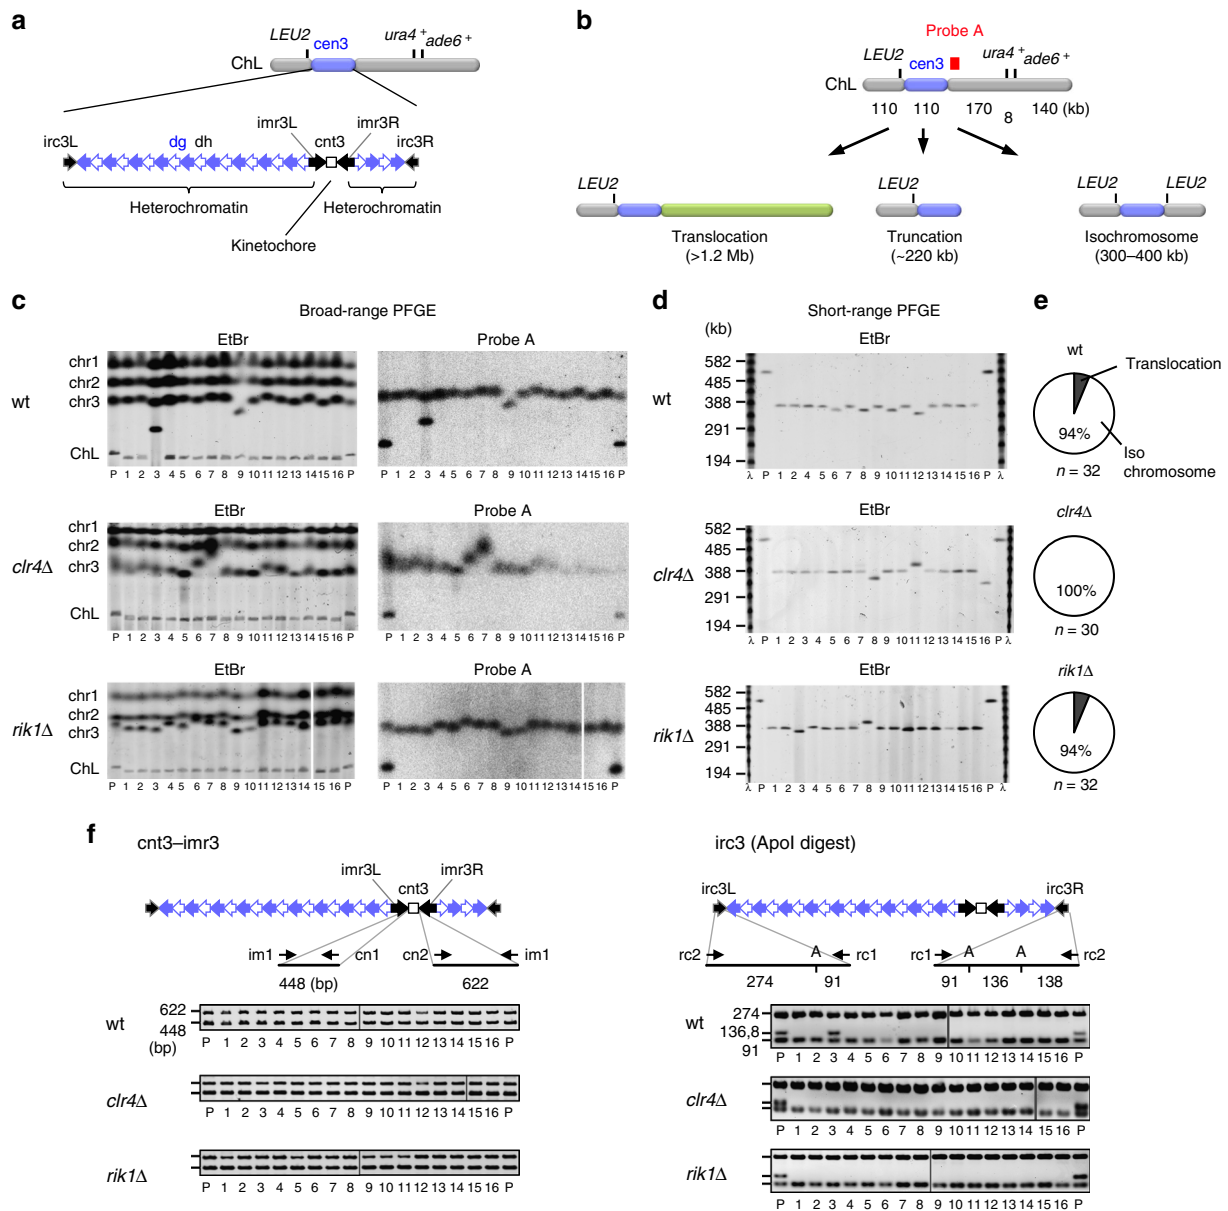 a
LEU2 cen3 ura4+ ade6+
ChL
irc3L dg dh imr3L cnt3 imr3R irc3R
Heterochromatin Heterochromatin
Kinetochore
b
Probe A
LEU2 cen3 ura4+ ade6+
ChL
110 110 170 8 140 (kb)
LEU2 LEU2 LEU2 LEU2
Translocation
(>1.2 Mb)
Truncation
(~220 kb)
Isochromosome
(300–400 kb)
c
Broad-range PFGE
EtBr Probe A
wt
chr1
chr2
chr3
ChL
P 1 2 3 4 5 6 7 8 9 10 11 12 13 14 15 16 P
P 1 2 3 4 5 6 7 8 9 10 11 12 13 14 15 16 P
EtBr Probe A
clr4Δ
chr1
chr2
chr3
ChL
P 1 2 3 4 5 6 7 8 9 10 11 12 13 14 15 16 P
P 1 2 3 4 5 6 7 8 9 10 11 12 13 14 15 16 P
EtBr Probe A
rik1Δ
chr1
chr2
chr3
ChL
P 1 2 3 4 5 6 7 8 9 10 11 12 13 14 15 16 P
P 1 2 3 4 5 6 7 8 9 10 11 12 13 14 15 16 P
d
Short-range PFGE
(kb) EtBr
wt
582
485
388
291
194
λ P 1 2 3 4 5 6 7 8 9 10 11 12 13 14 15 16 P λ
EtBr
clr4Δ
582
485
388
291
194
λ P 1 2 3 4 5 6 7 8 9 10 11 12 13 14 15 16 P λ
EtBr
rik1Δ
582
485
388
291
194
λ P 1 2 3 4 5 6 7 8 9 10 11 12 13 14 15 16 P λ
e
wt
Translocation
94%
Iso
chromosome
n = 32
clr4Δ
100%
n = 30
rik1Δ
94%
n = 32
f
cnt3–imr3
imr3L cnt3 imr3R
im1 cn1 cn2 im1
448 (bp) 622
wt
622
448
(bp)
P 1 2 3 4 5 6 7 8 9 10 11 12 13 14 15 16 P
clr4Δ
P 1 2 3 4 5 6 7 8 9 10 11 12 13 14 15 16 P
rik1Δ
P 1 2 3 4 5 6 7 8 9 10 11 12 13 14 15 16 P
irc3 (ApoI digest)
irc3L irc3R
rc2 A rc1 rc1 A A rc2
274 91 91 136 138
wt
274
136,8
91
P 1 2 3 4 5 6 7 8 9 10 11 12 13 14 15 16 P
clr4Δ
P 1 2 3 4 5 6 7 8 9 10 11 12 13 14 15 16 P
rik1Δ
P 1 2 3 4 5 6 7 8 9 10 11 12 13 14 15 16 P